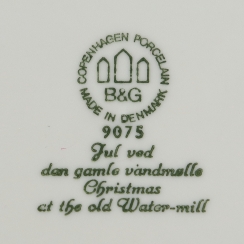 COPENHAGEN PORCELAIN
B&G
MADE IN DENMARK
9075
Jul ved
den gamle vandmølle
Christmas
at the old Water-mill